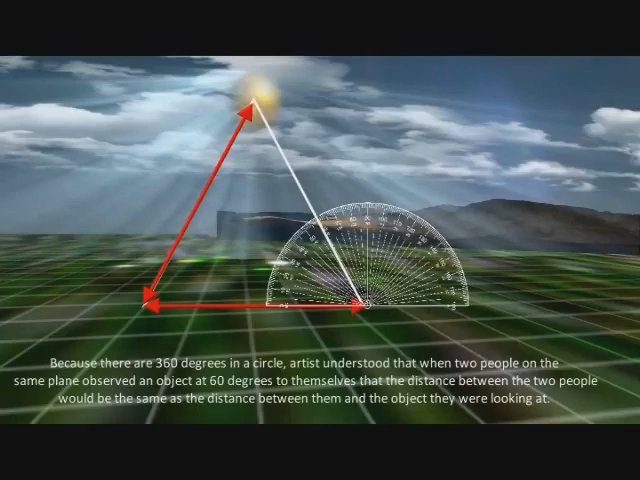 Because there are 360 degrees in a circle, artist understood that when two people on the
same plane observed an object at 60 degrees to themselves that the distance between the two people
would be the same as the distance between them and the object they were looking at.